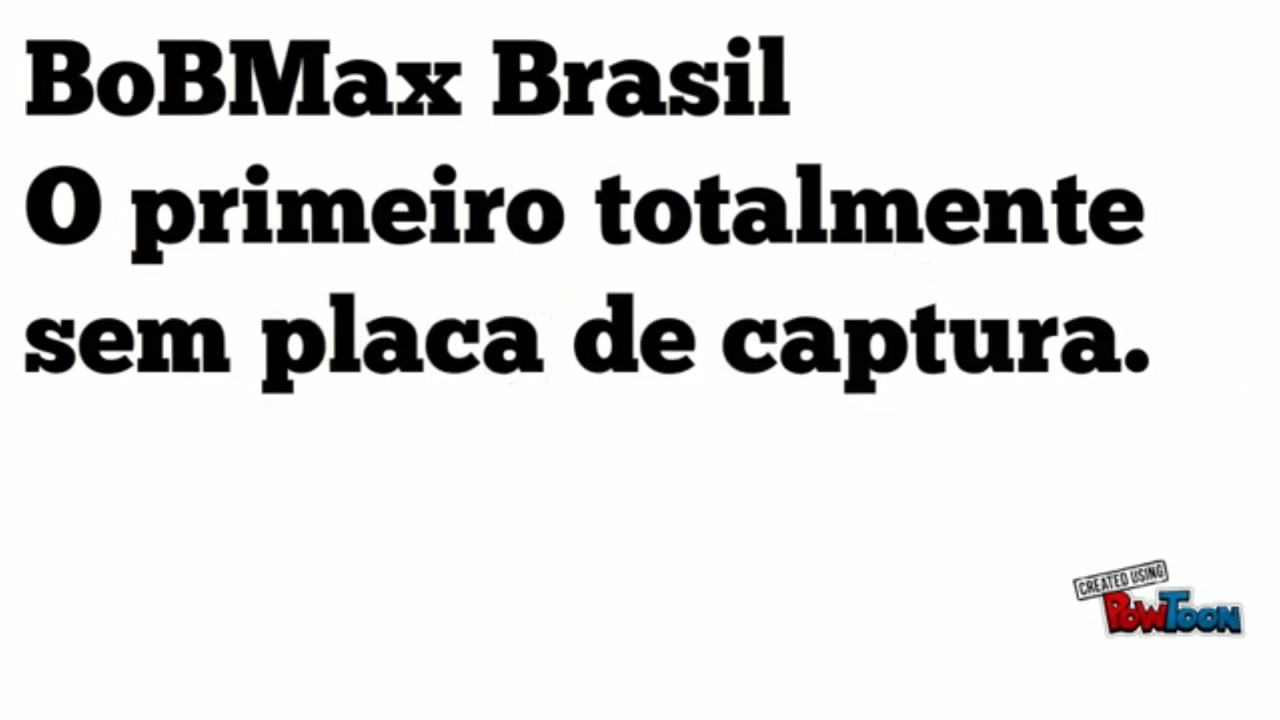 BoBMax Brasil
O primeiro totalmente
sem placa de captura.
CREATED USING
POWTOON